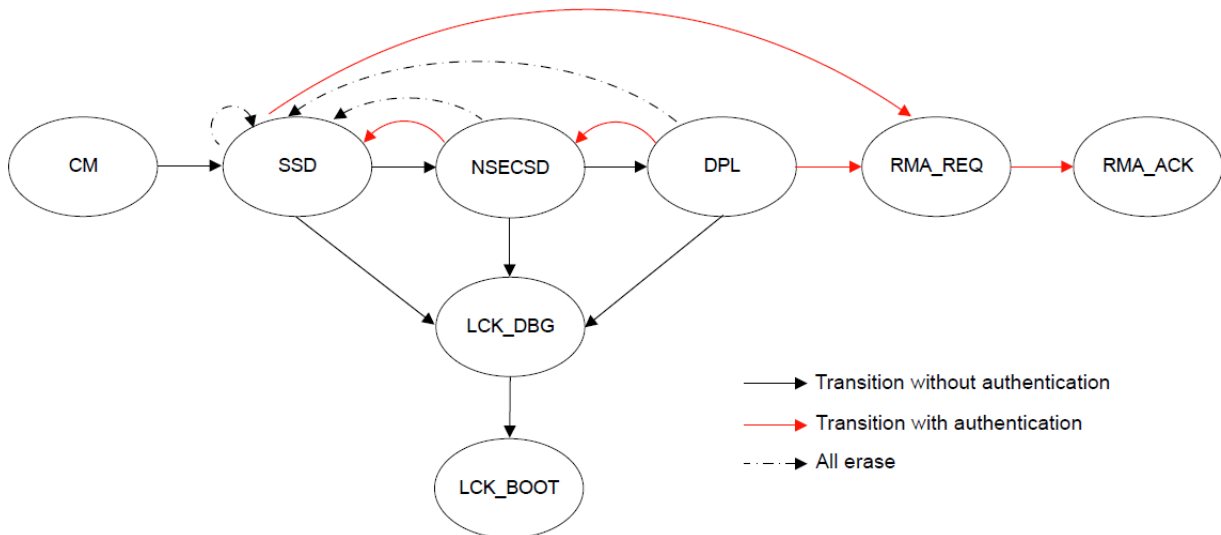 CM
SSD
NSECSD
DPL
RMA_REQ
RMA_ACK
LCK_DBG
LCK_BOOT
Transition without authentication
Transition with authentication
All erase